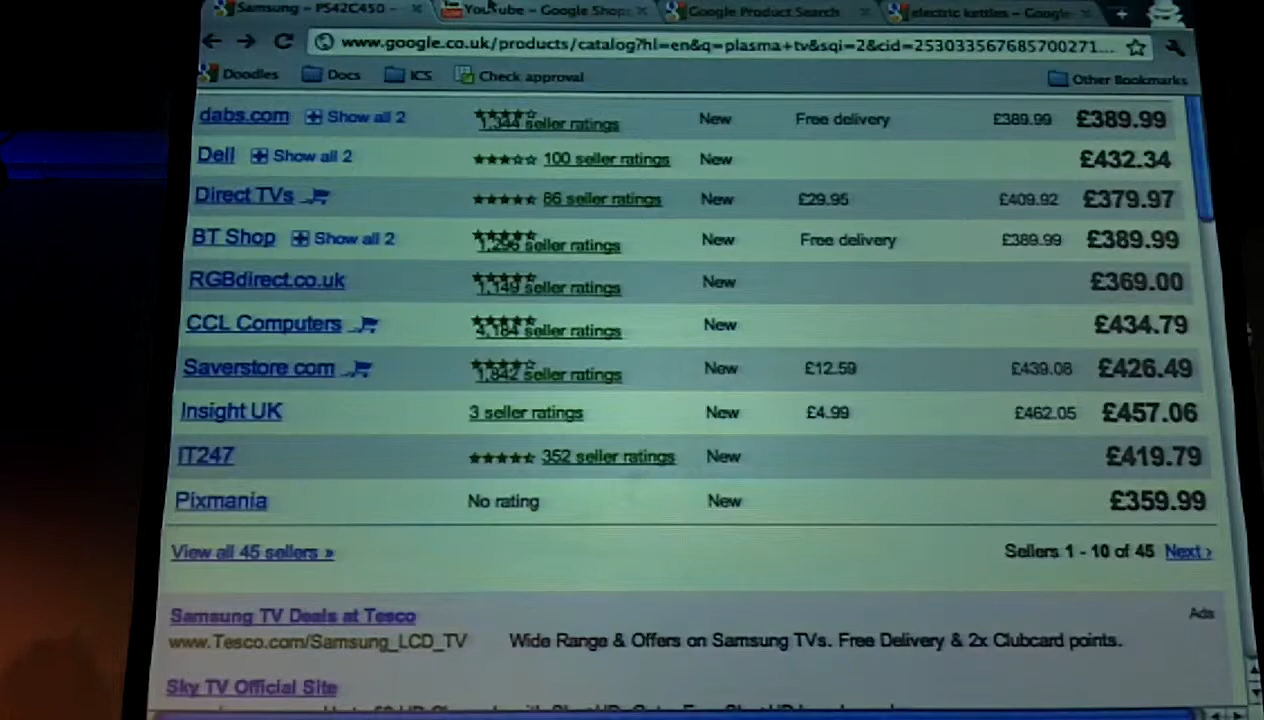 Samsung - PS42C450 - YouTube - Google Shopp Google Product Search electric kettles - Google
www.google.co.uk/products/catalog?hl=en&q=plasma+tv&sqi=2&cid=253033567685700271...
Doodles Docs ICS Check approval Other Bookmarks
dabs.com Show all 2 1,344 seller ratings New Free delivery £389.99 £389.99
Dell Show all 2 100 seller ratings New £432.34
Direct TVs 86 seller ratings New £29.95 £409.92 £379.97
BT Shop Show all 2 1,296 seller ratings New Free delivery £389.99 £389.99
RGBdirect.co.uk 1,149 seller ratings New £369.00
CCL Computers 4,184 seller ratings New £434.79
Saverstore.com 1,842 seller ratings New £12.59 £439.08 £426.49
Insight UK 3 seller ratings New £4.99 £462.05 £457.06
IT247 352 seller ratings New £419.79
Pixmania No rating New £359.99
View all 45 sellers » Sellers 1 - 10 of 45 Next ›
Samsung TV Deals at Tesco Ads
www.Tesco.com/Samsung_LCD_TV Wide Range & Offers on Samsung TVs. Free Delivery & 2x Clubcard points.
Sky TV Official Site